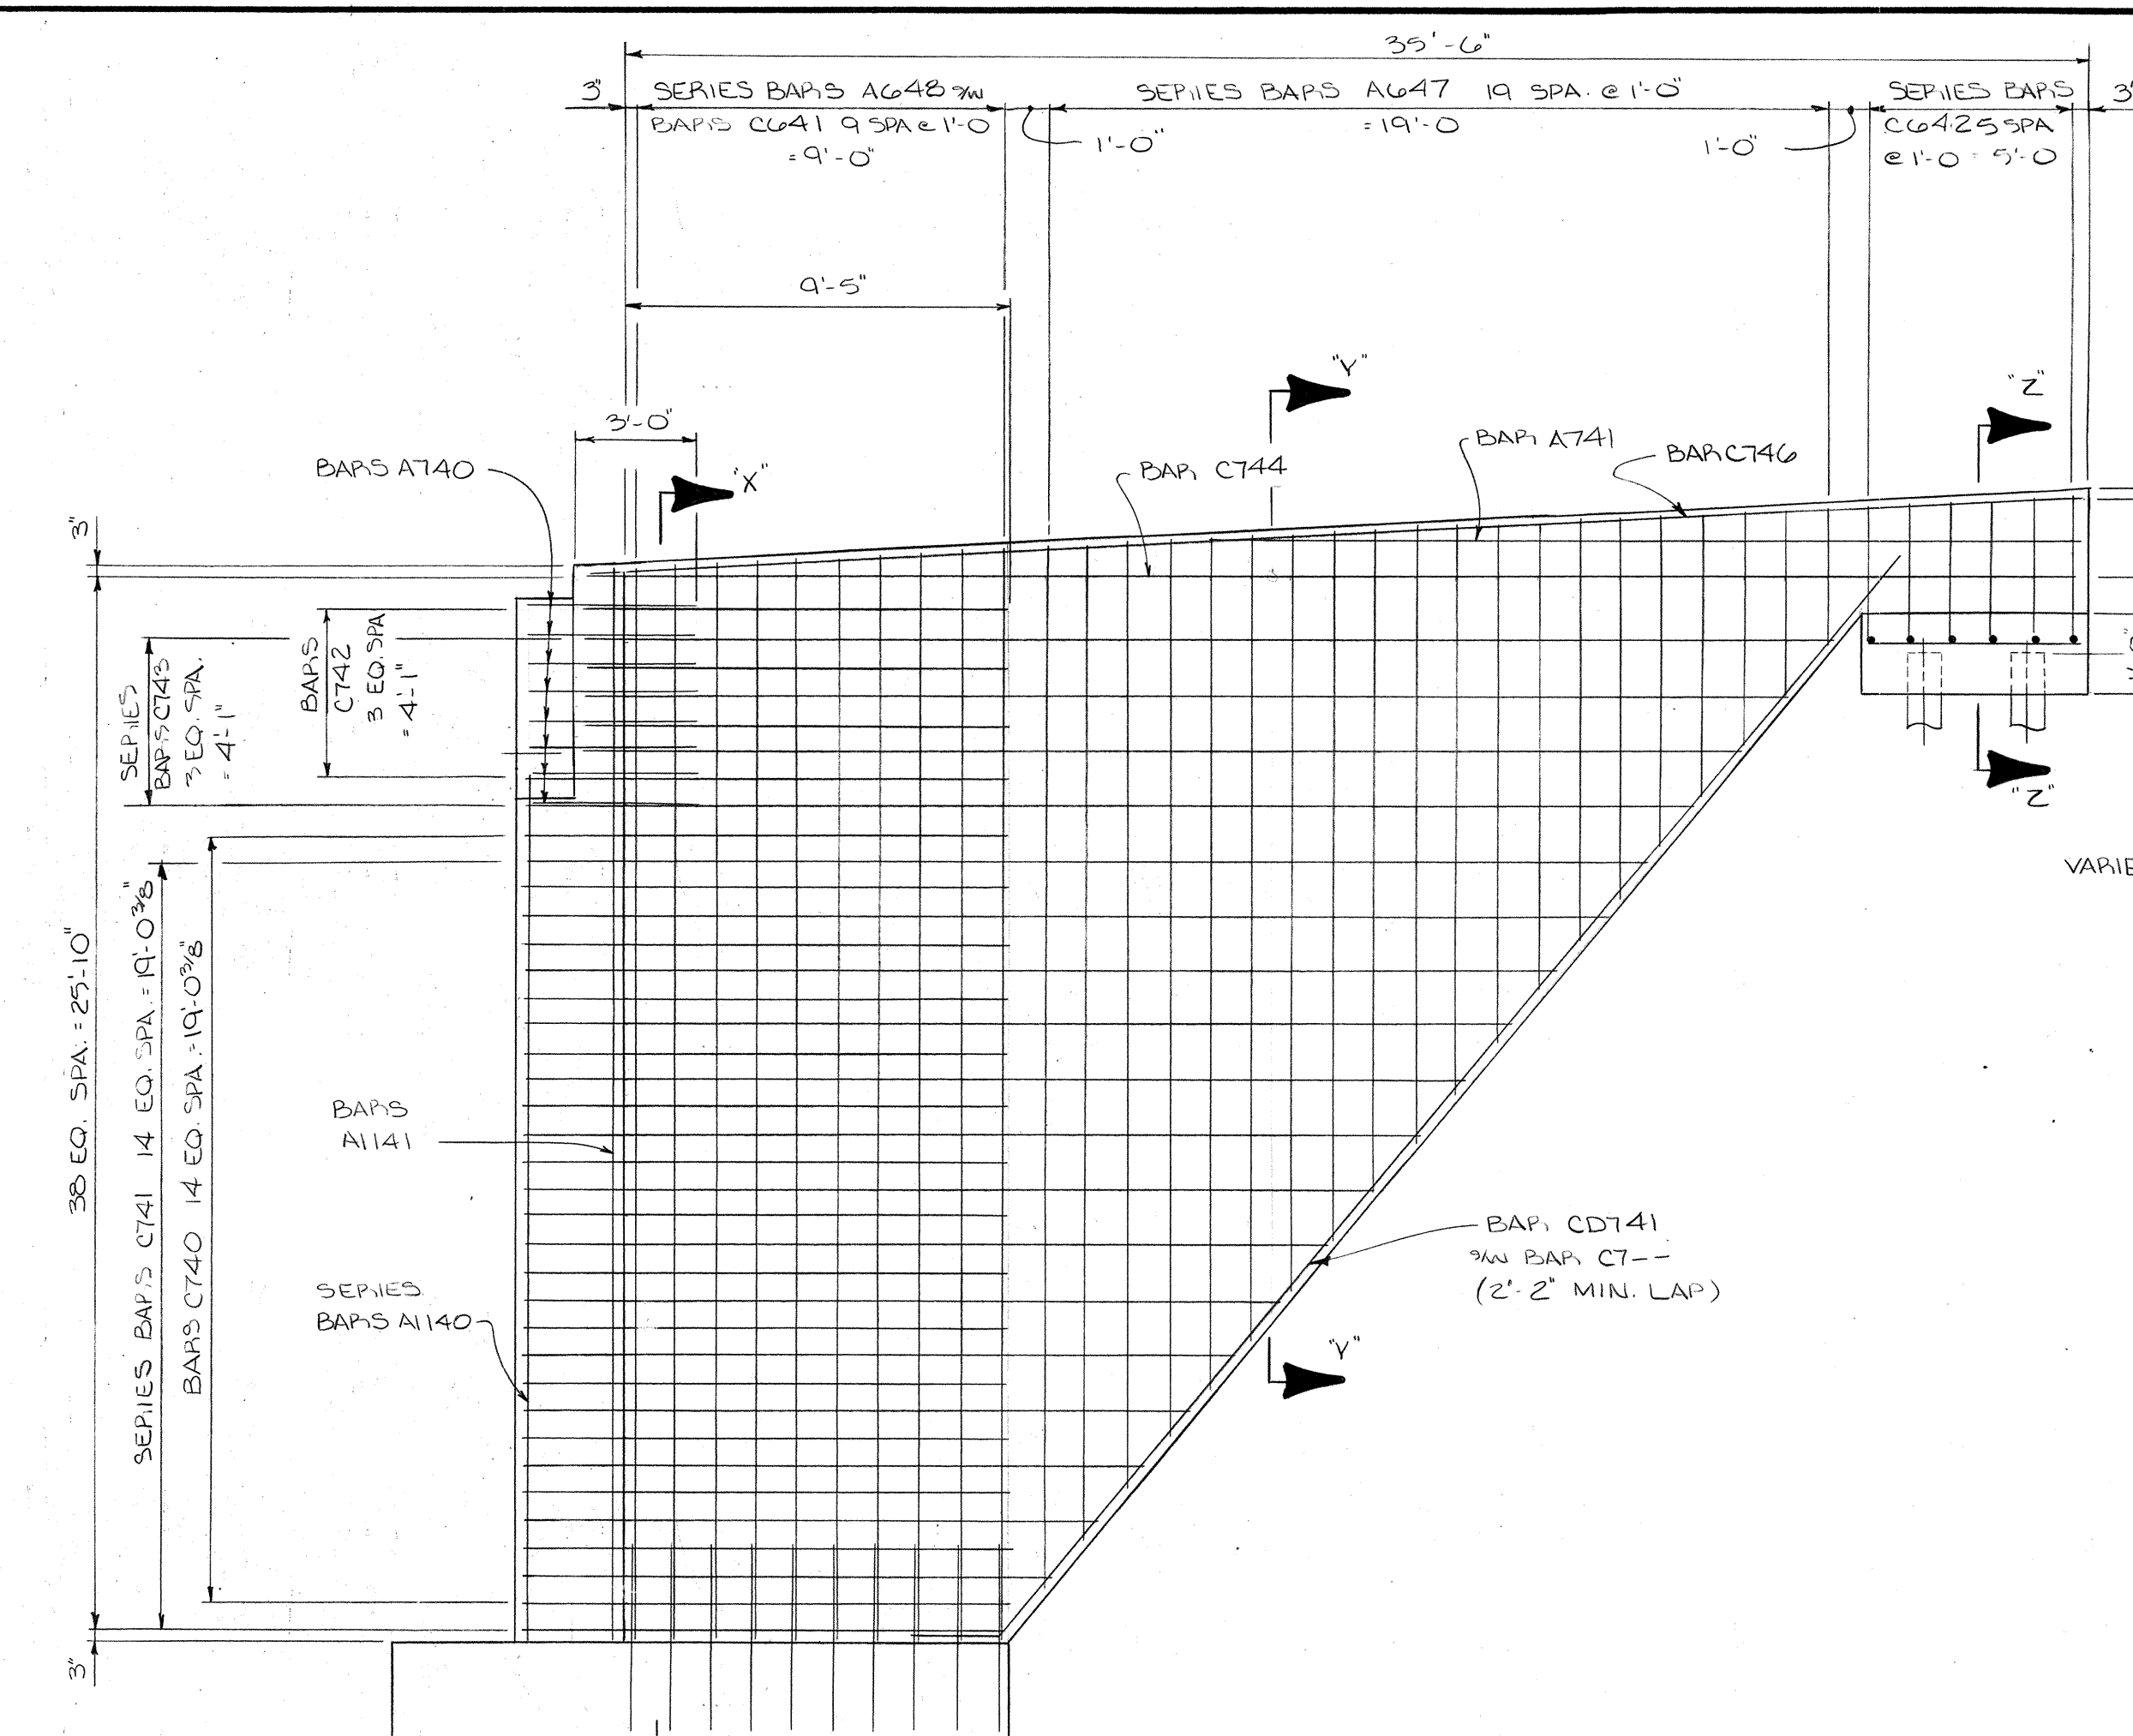 35'-6"
3"
SERIES BARS A648 s/w
BARS C641 9 SPA @ 1'-0
= 9'-0"
1'-0"
SERIES BARS A647 19 SPA. @ 1'-0"
= 19'-0
1'-0"
SERIES BARS
C642 5 SPA
@ 1'-0 = 5'-0
3"
9'-5"
"Y"
"Z"
3'-0"
BARS A740
"X"
BAR C744
BAR A741
BAR C746
3"
SERIES
BARS C743
3 EQ. SPA.
= 4'-1"
BARS
C742
3 EQ. SPA
= 4'-1"
"Z"
38 EQ. SPA. = 25'-10"
SERIES BARS C741 14 EQ. SPA. = 19'-0 3/8"
BARS C740 14 EQ. SPA. = 19'-0 3/8
BARS
A1141
SERIES
BARS A1140
BAR CD741
s/w BAR C7--
(2'-2" MIN. LAP)
"Y"
3"